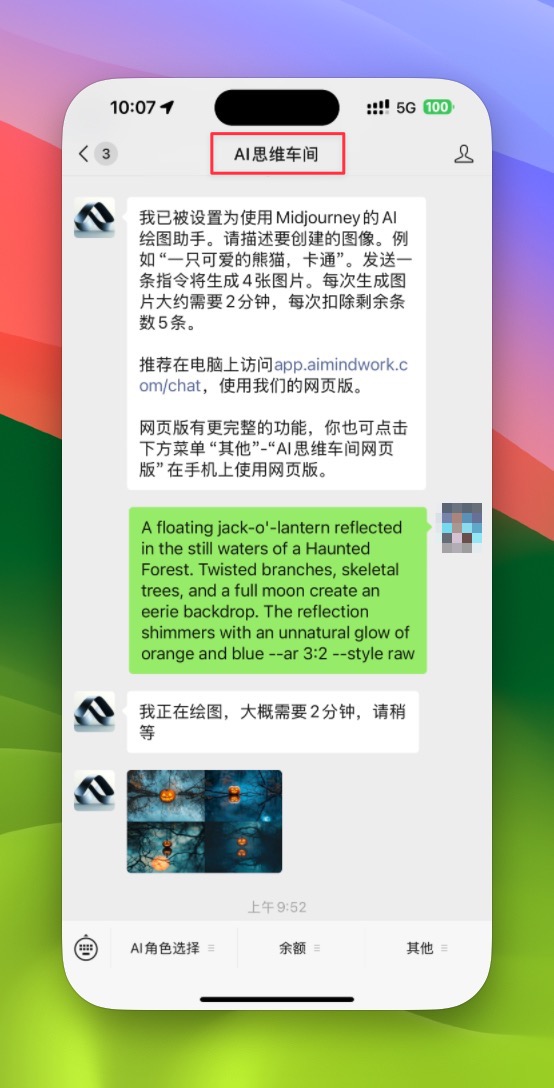 10:07
5G
100
3
AI思维车间
我已被设置为使用Midjourney的AI
绘图助手。请描述要创建的图像。例
如“一只可爱的熊猫，卡通”。发送一
条指令将生成4张图片。每次生成图
片大约需要2分钟，每次扣除剩余条
数5条。
推荐在电脑上访问app.aimindwork.c
om/chat，使用我们的网页版。
网页版有更完整的功能，你也可点击
下方菜单“其他”-“AI思维车间网页
版”在手机上使用网页版。
A floating jack-o'-lantern reflected
in the still waters of a Haunted
Forest. Twisted branches, skeletal
trees, and a full moon create an
eerie backdrop. The reflection
shimmers with an unnatural glow of
orange and blue --ar 3:2 --style raw
我正在绘图，大概需要2分钟，请稍
等
上午9:52
AI角色选择
余额
其他